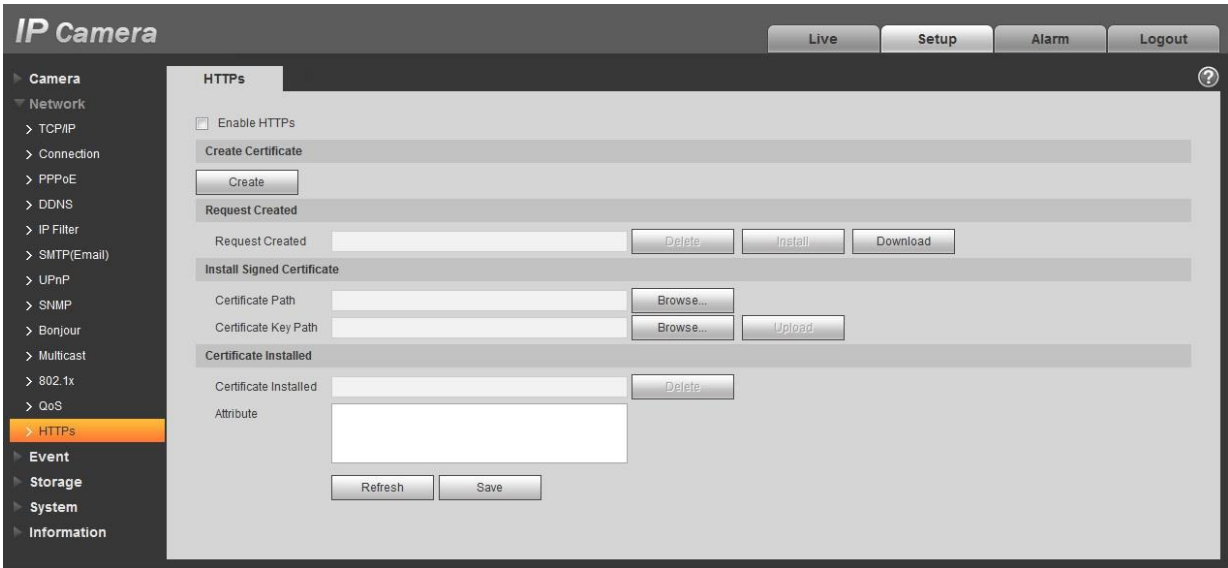 IP Camera
Live Setup Alarm Logout
Camera
Network
TCP/IP
Connection
PPPoE
DDNS
IP Filter
SMTP(Email)
UPnP
SNMP
Bonjour
Multicast
802.1x
QoS
HTTPs
Event
Storage
System
Information
HTTPs
?
Enable HTTPs
Create Certificate
Create
Request Created
Request Created Delete Install Download
Install Signed Certificate
Certificate Path Browse...
Certificate Key Path Browse... Upload
Certificate Installed
Certificate Installed Delete
Attribute
Refresh Save